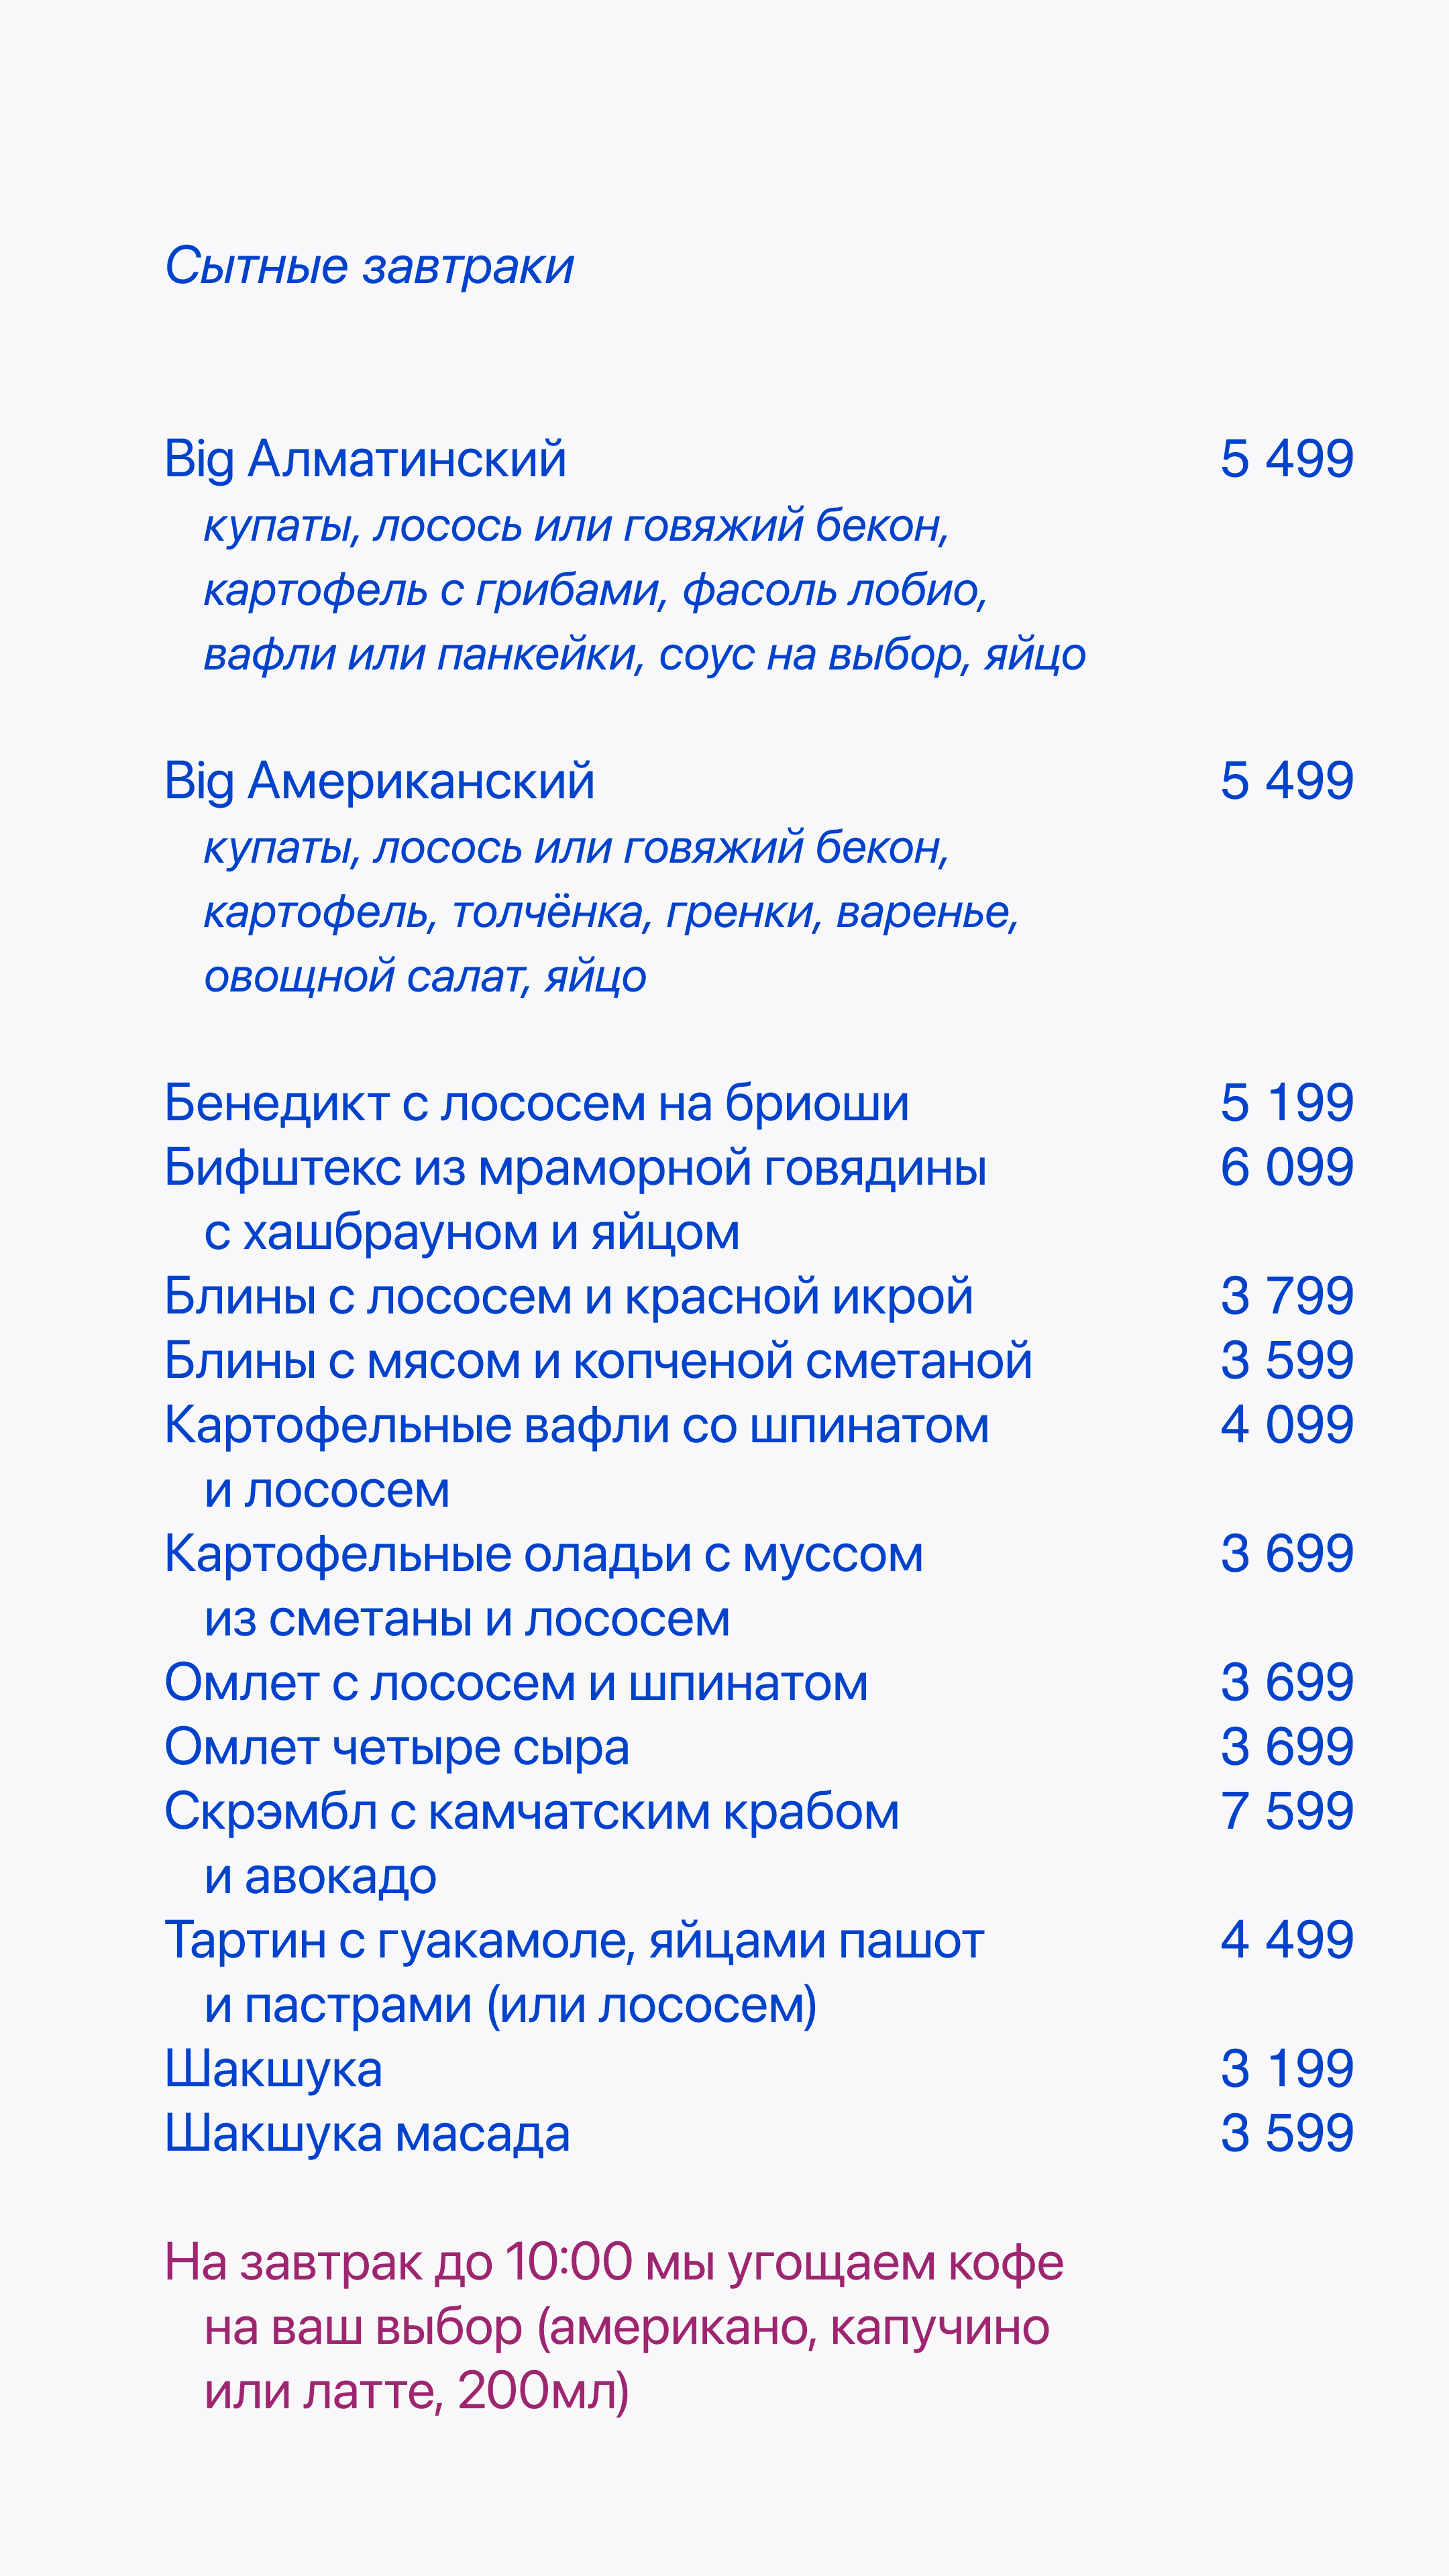 Сытные завтраки
Big Алматинский 5 499
купаты, лосось или говяжий бекон,
картофель с грибами, фасоль лобио,
вафли или панкейки, соус на выбор, яйцо
Big Американский 5 499
купаты, лосось или говяжий бекон,
картофель, толчёнка, гренки, варенье,
овощной салат, яйцо
Бенедикт с лососем на бриоши 5 199
Бифштекс из мраморной говядины 6 099
с хашбрауном и яйцом
Блины с лососем и красной икрой 3 799
Блины с мясом и копченой сметаной 3 599
Картофельные вафли со шпинатом 4 099
и лососем
Картофельные оладьи с муссом 3 699
из сметаны и лососем
Омлет с лососем и шпинатом 3 699
Омлет четыре сыра 3 699
Скрэмбл с камчатским крабом 7 599
и авокадо
Тартин с гуакамоле, яйцами пашот 4 499
и пастрами (или лососем)
Шакшука 3 199
Шакшука масада 3 599
На завтрак до 10:00 мы угощаем кофе
на ваш выбор (американо, капучино
или латте, 200мл)